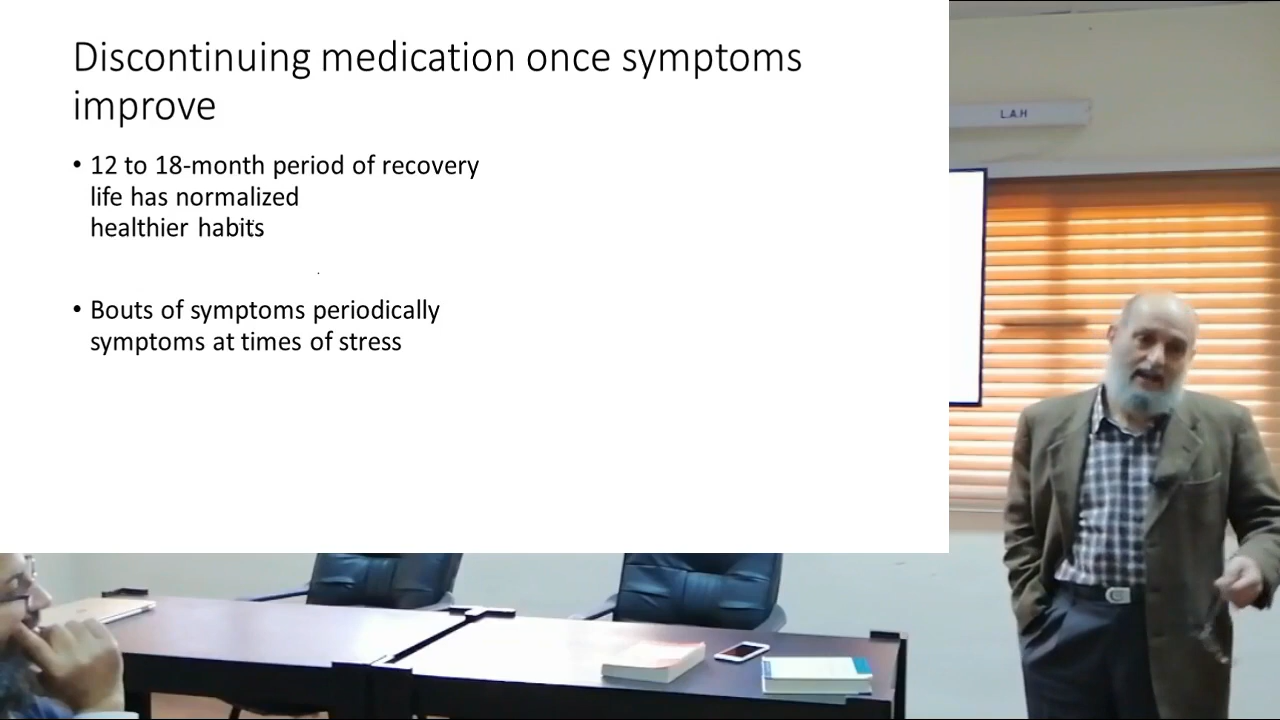 Discontinuing medication once symptoms
improve
• 12 to 18-month period of recovery
life has normalized
healthier habits
• Bouts of symptoms periodically
symptoms at times of stress
L.A.H